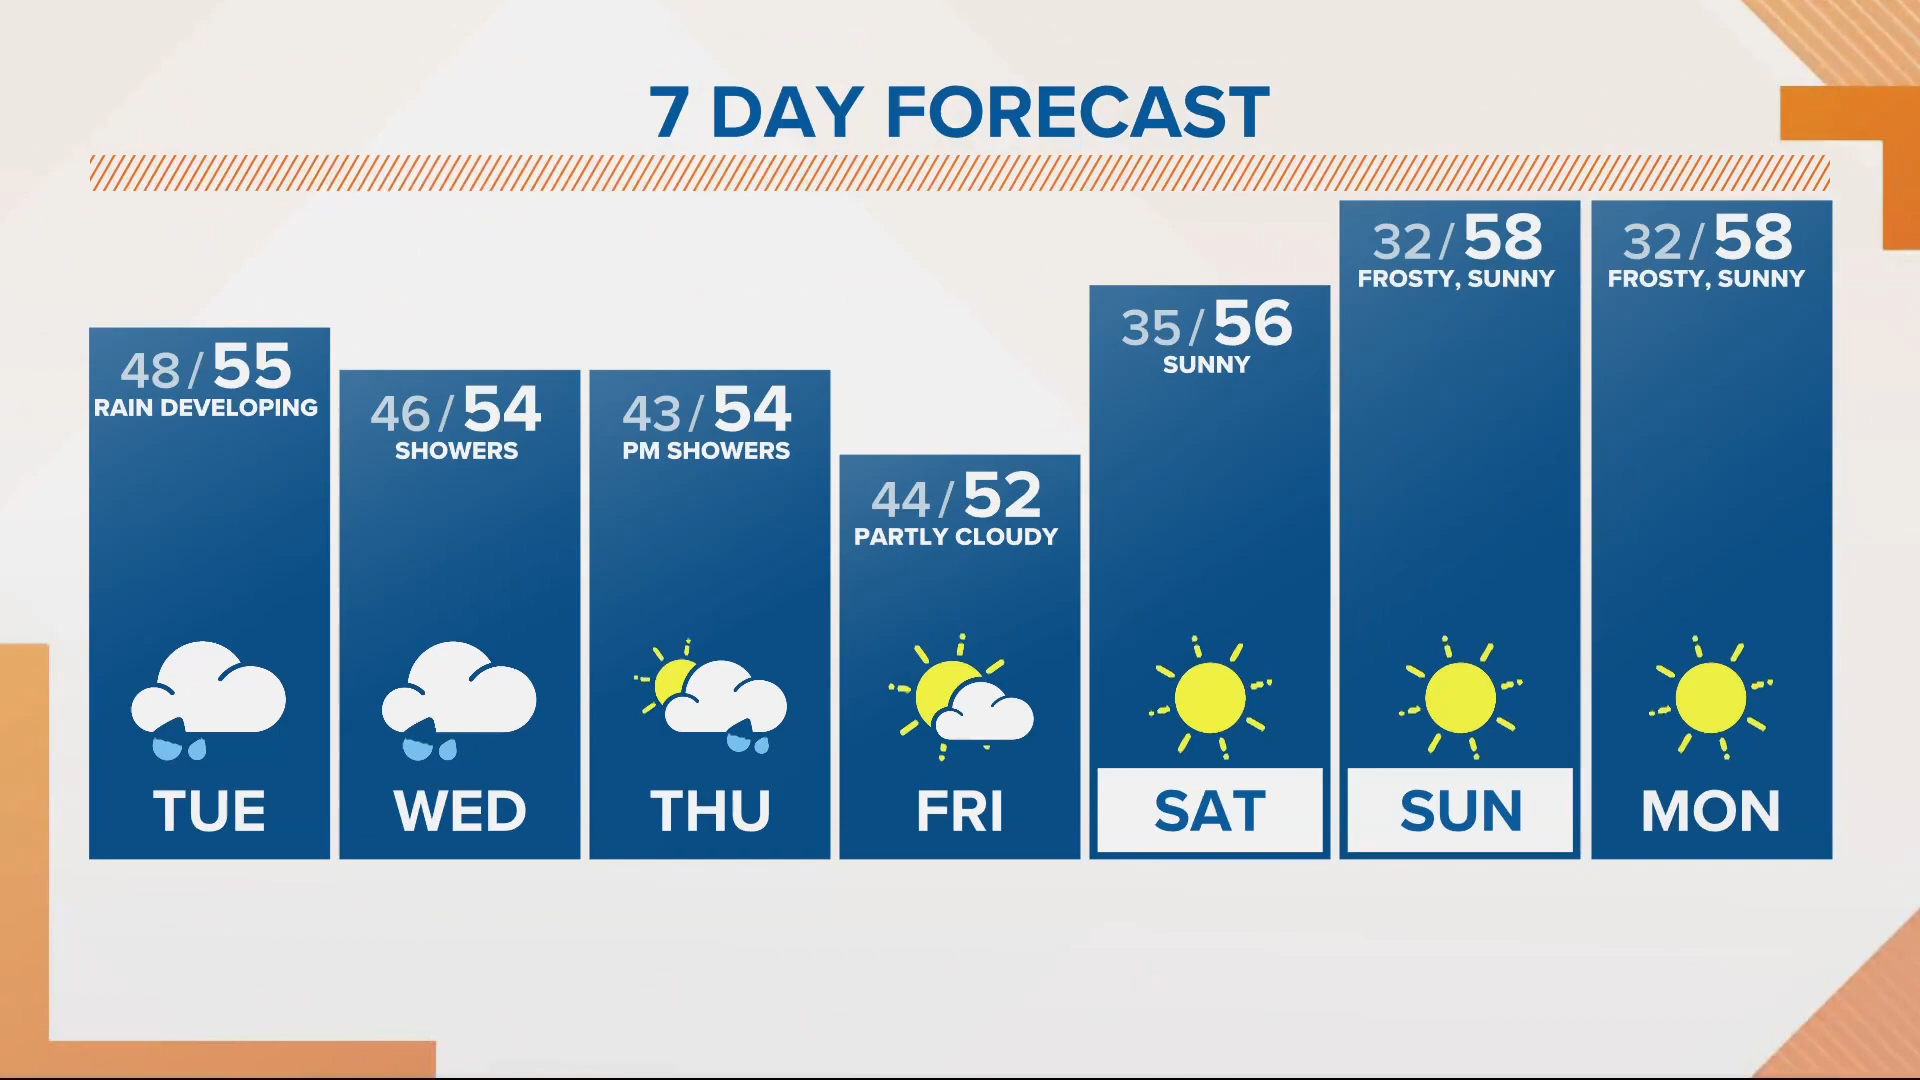 7 DAY FORECAST
48/55
RAIN DEVELOPING
TUE
46/54
SHOWERS
WED
43/54
PM SHOWERS
THU
44/52
PARTLY CLOUDY
FRI
35/56
SUNNY
SAT
32/58
FROSTY, SUNNY
SUN
32/58
FROSTY, SUNNY
MON